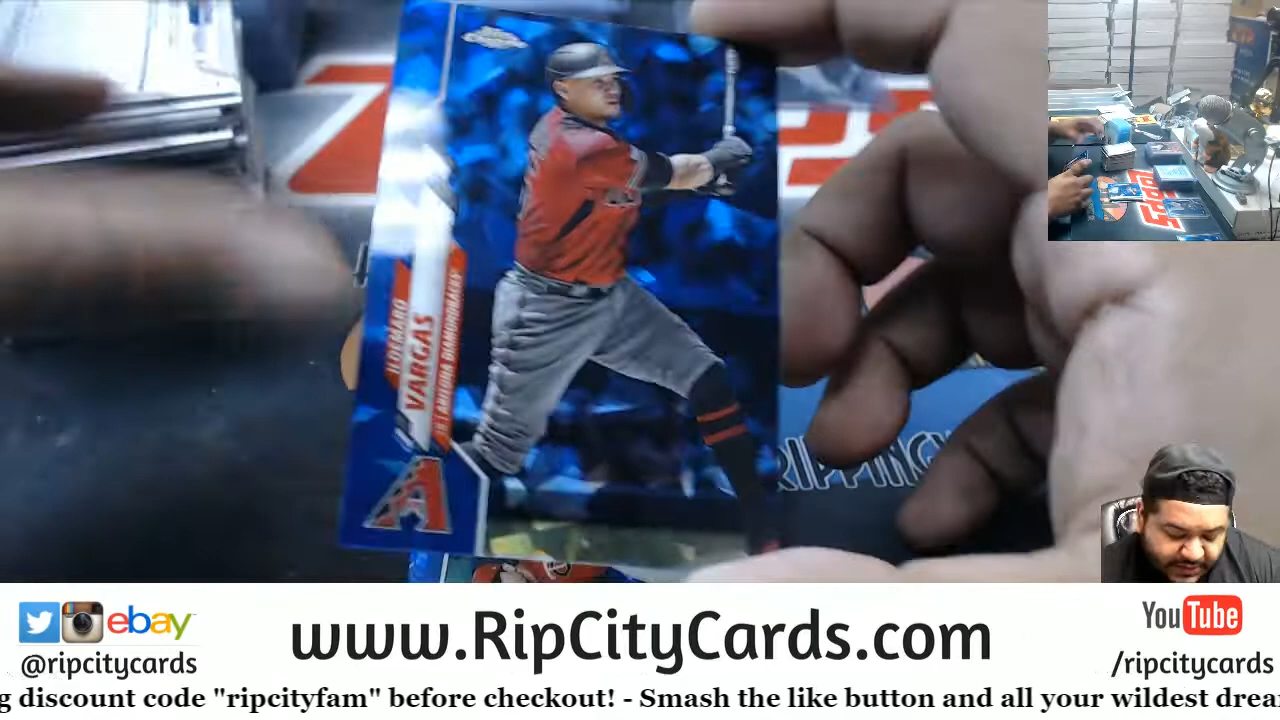 ILDEMARO
VARGAS
ARIZONA DIAMONDBACKS
A
RIPPING
ebay
@ripcitycards
www.RipCityCards.com
YouTube
/ripcitycards
g discount code "ripcityfam" before checkout! - Smash the like button and all your wildest drea